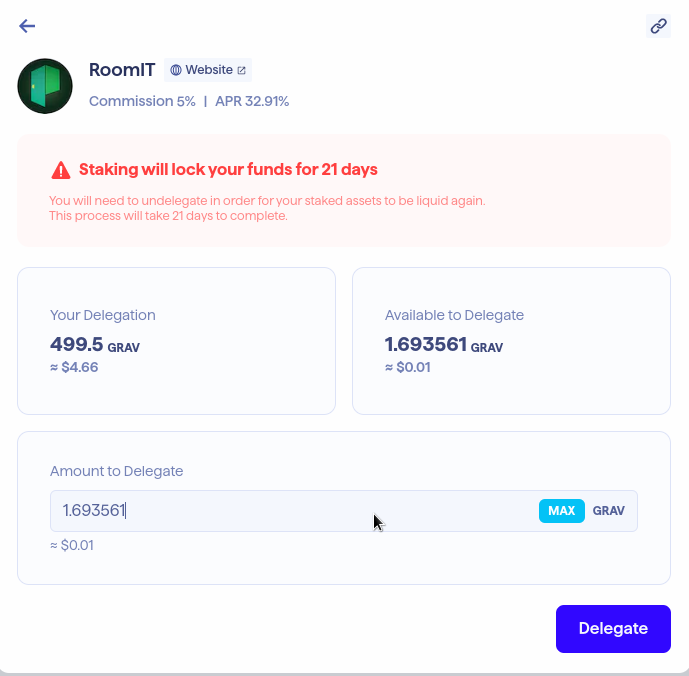 RoomIT
Website
Commission 5% | APR 32.91%
Staking will lock your funds for 21 days
You will need to undelegate in order for your staked assets to be liquid again.
This process will take 21 days to complete.
Your Delegation
499.5 GRAV
≈ $4.66
Available to Delegate
1.693561 GRAV
≈ $0.01
Amount to Delegate
1.693561 MAX GRAV
≈ $0.01
Delegate